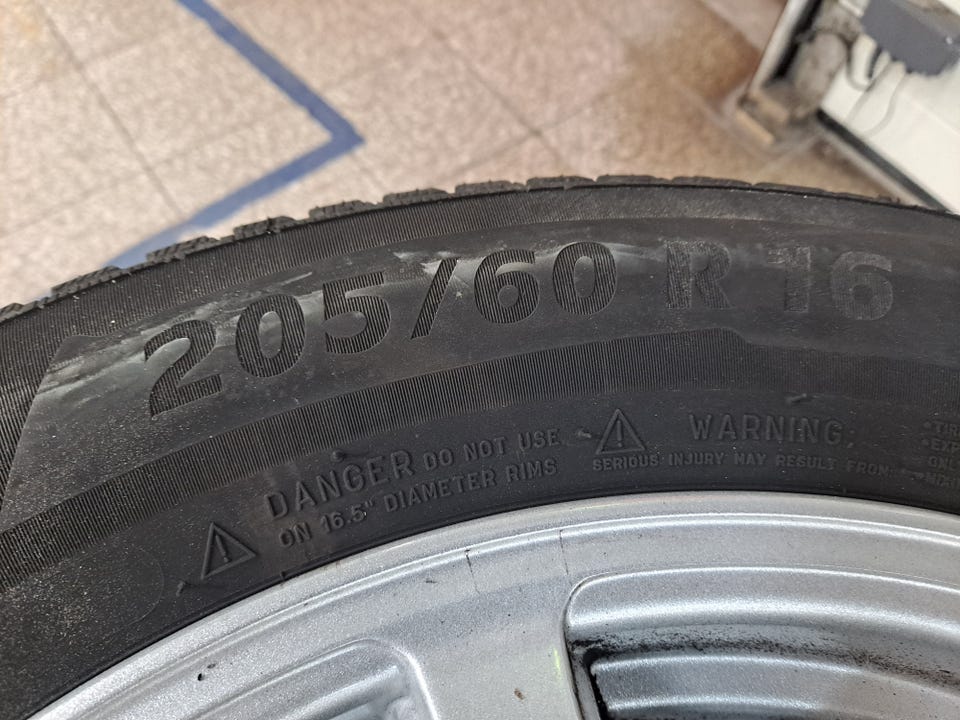 205/60 R 16
DANGER DO NOT USE
ON 16.5" DIAMETER RIMS
WARNING:
SERIOUS INJURY MAY RESULT FROM